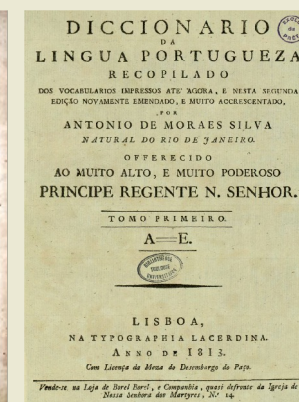 DICCIONARIO
DA
LINGUA PORTUGUEZA
RECOPILADO
DOS VOCABULARIOS IMPRESSOS ATE' AGORA, E NESTA SEGUNDA
EDIÇÃO NOVAMENTE EMENDADO, E MUITO ACCRESCENTADO,
POR
ANTONIO DE MORAES SILVA
NATURAL DO RIO DE JANEIRO.
OFFERECIDO
AO MUITO ALTO, E MUITO PODEROSO
PRINCIPE REGENTE N. SENHOR.
TOMO PRIMEIRO.
A=E.
LISBOA,
NA TYPOGRAPHIA LACERDINA.
ANNO DE 1813.
Com Licença da Meza do Desembargo do Paço.
Vende-se na Loja de Borel Borel, e Companhia, quasi defronte da Igreja de
Nossa Senhora dos Martyres, N.º 14.